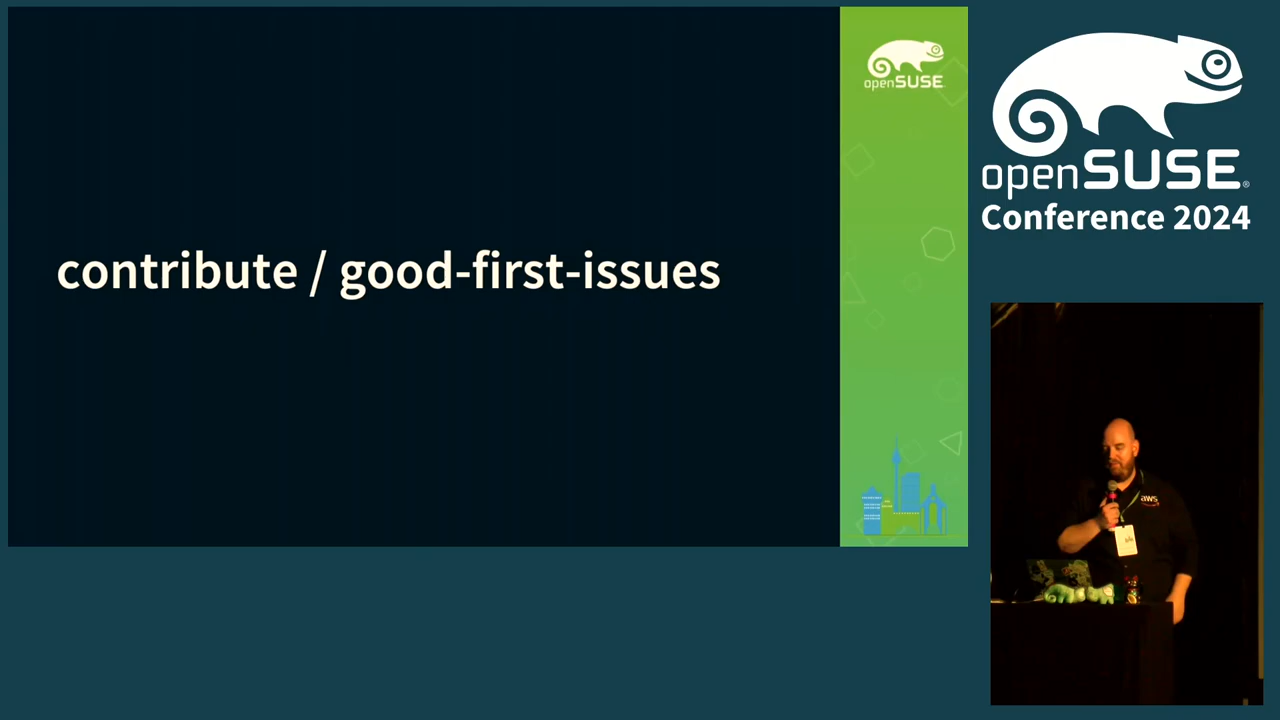 contribute / good-first-issues
openSUSE
openSUSE®
Conference 2024
aws